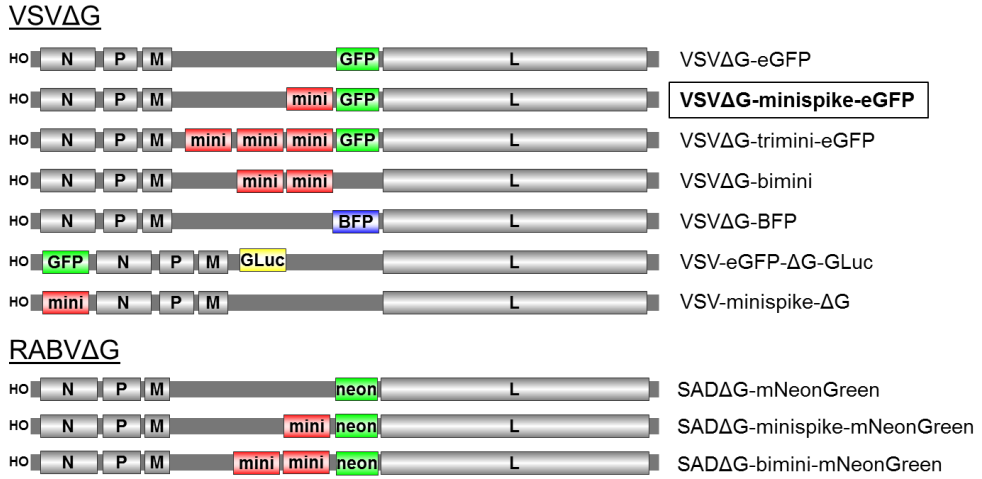 VSVΔG
HO N P M GFP L VSVΔG-eGFP
HO N P M mini GFP L VSVΔG-minispike-eGFP
HO N P M mini mini mini GFP L VSVΔG-trimini-eGFP
HO N P M mini mini L VSVΔG-bimini
HO N P M BFP L VSVΔG-BFP
HO GFP N P M GLuc L VSV-eGFP-ΔG-GLuc
HO mini N P M L VSV-minispike-ΔG
RABVΔG
HO N P M neon L SADΔG-mNeonGreen
HO N P M mini neon L SADΔG-minispike-mNeonGreen
HO N P M mini mini neon L SADΔG-bimini-mNeonGreen